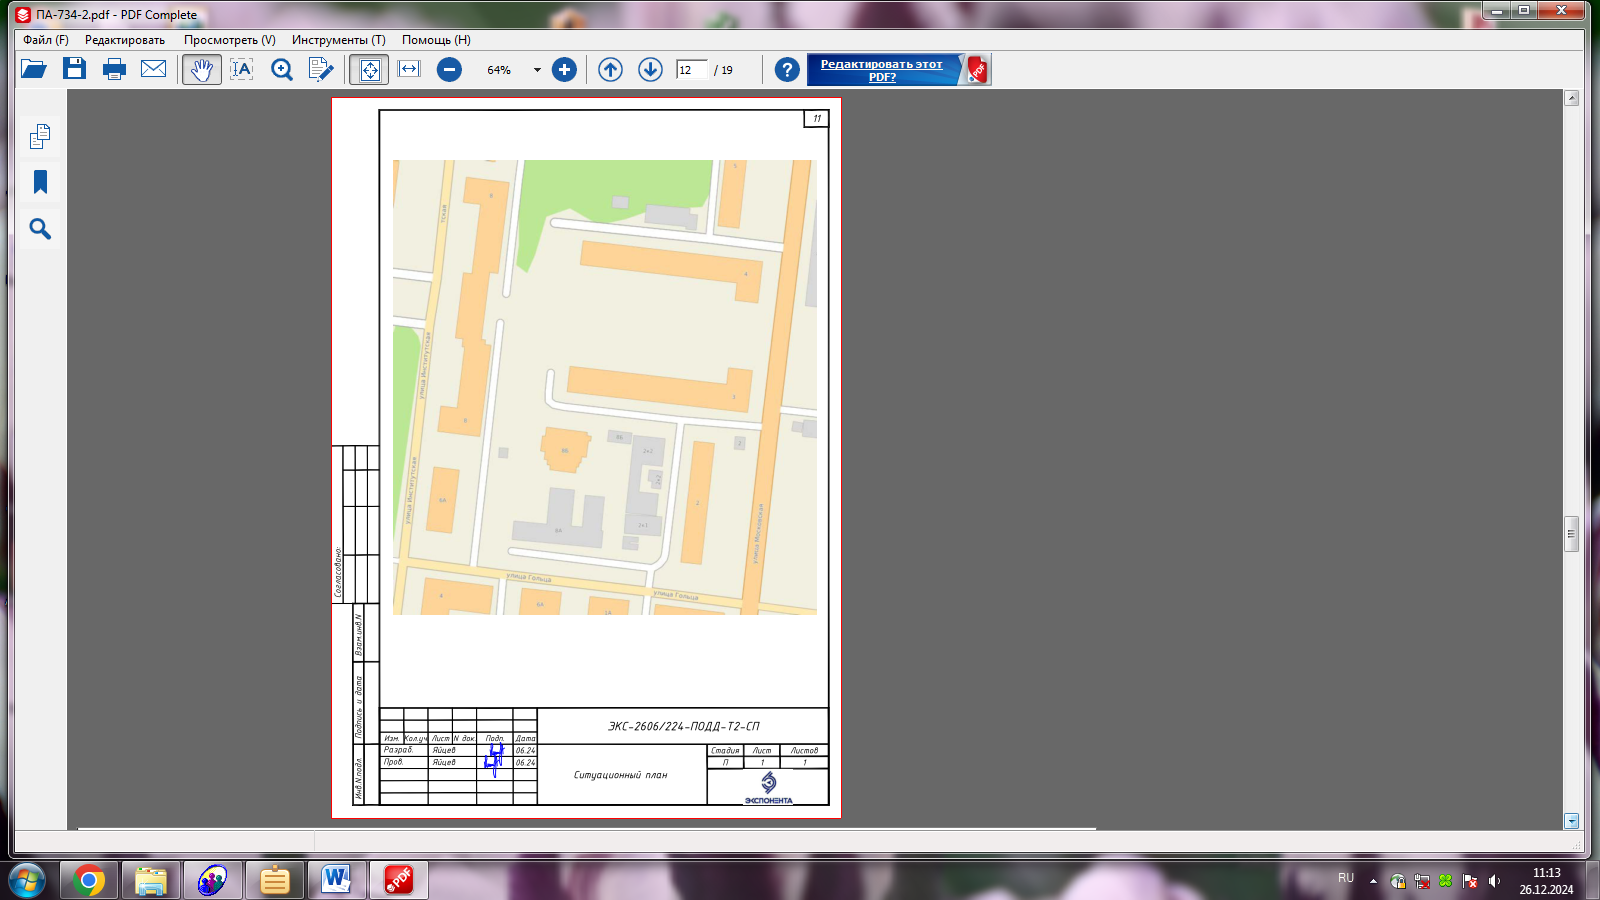 ПА-734-2.pdf - PDF Complete
Файл (F) Редактировать Просмотреть (V) Инструменты (T) Помощь (H)
64% 12 / 19 Редактировать этот
PDF?
11
тская
4
улица Институтская
улица Институтская
улица Московская
улица Гольца
улица Гольца
Согласовано:
Взам.инв.N
Подпись и дата
Инв.N подл.
ЭКС-2606/224-ПОДД-Т2-СП
Изм. Кол.уч Лист N док. Подп. Дата
Разраб. Яйцев 06.24
Пров. Яйцев 06.24
Ситуационный план
Стадия Лист Листов
П 1 1
ЭКСПОНЕНТА
RU
11:13
26.12.2024